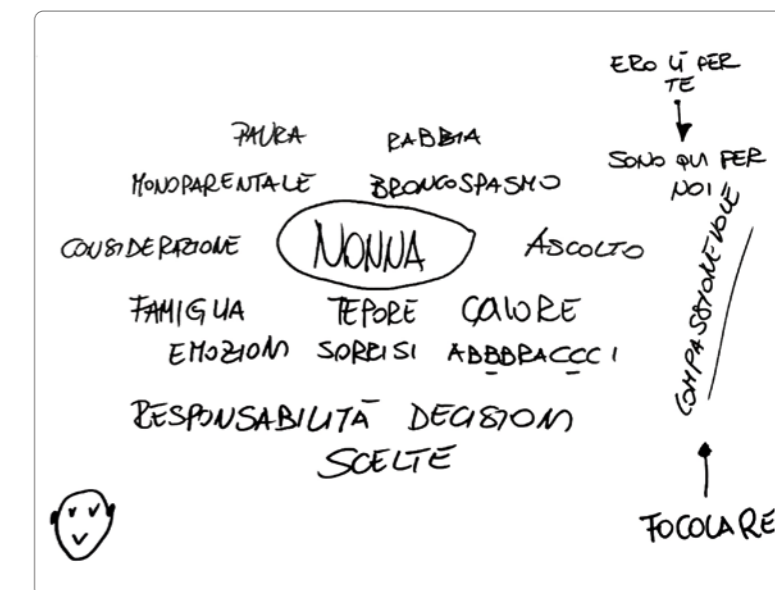 ERO LÌ PER
TE
SONO QUI PER
NOI
PAURA RABBIA
MONOPARENTALE BRONCOSPASMO
CONSIDERAZIONE NONNA ASCOLTO
FAMIGLIA TEPORE CALORE
EMOZIONI SORRISI ABBBRACCCI
RESPONSABILITÀ DECISIONI
SCELTE
COMPASSIONEVOLE
FOCOLARE